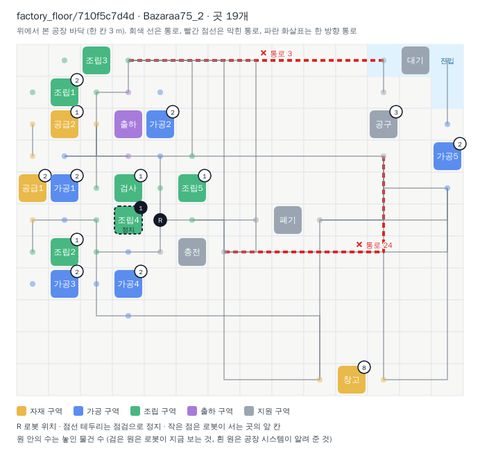 factory_floor/710f5c7d4d · Bazaraa75_2 · 곳 19개
위에서 본 공장 바닥 (한 칸 3 m). 회색 선은 통로, 빨간 점선은 막힌 통로, 파란 화살표는 한 방향 통로
조립3
✕ 통로 3
대기
진입
조립1 2
공급2 1
출하
가공2 2
공구 3
가공5 2
공급1 2
가공1 2
검사 1
조립5 1
조립4 1
정지
R
폐기
✕ 통로 24
조립2 1
충전
가공3 2
가공4 2
창고 8
자재 구역
가공 구역
조립 구역
출하 구역
지원 구역
R 로봇 위치 · 점선 테두리는 점검으로 정지 · 작은 점은 로봇이 서는 곳의 앞 칸
원 안의 수는 놓인 물건 수 (검은 원은 로봇이 지금 보는 것, 흰 원은 공장 시스템이 알려 준 것)